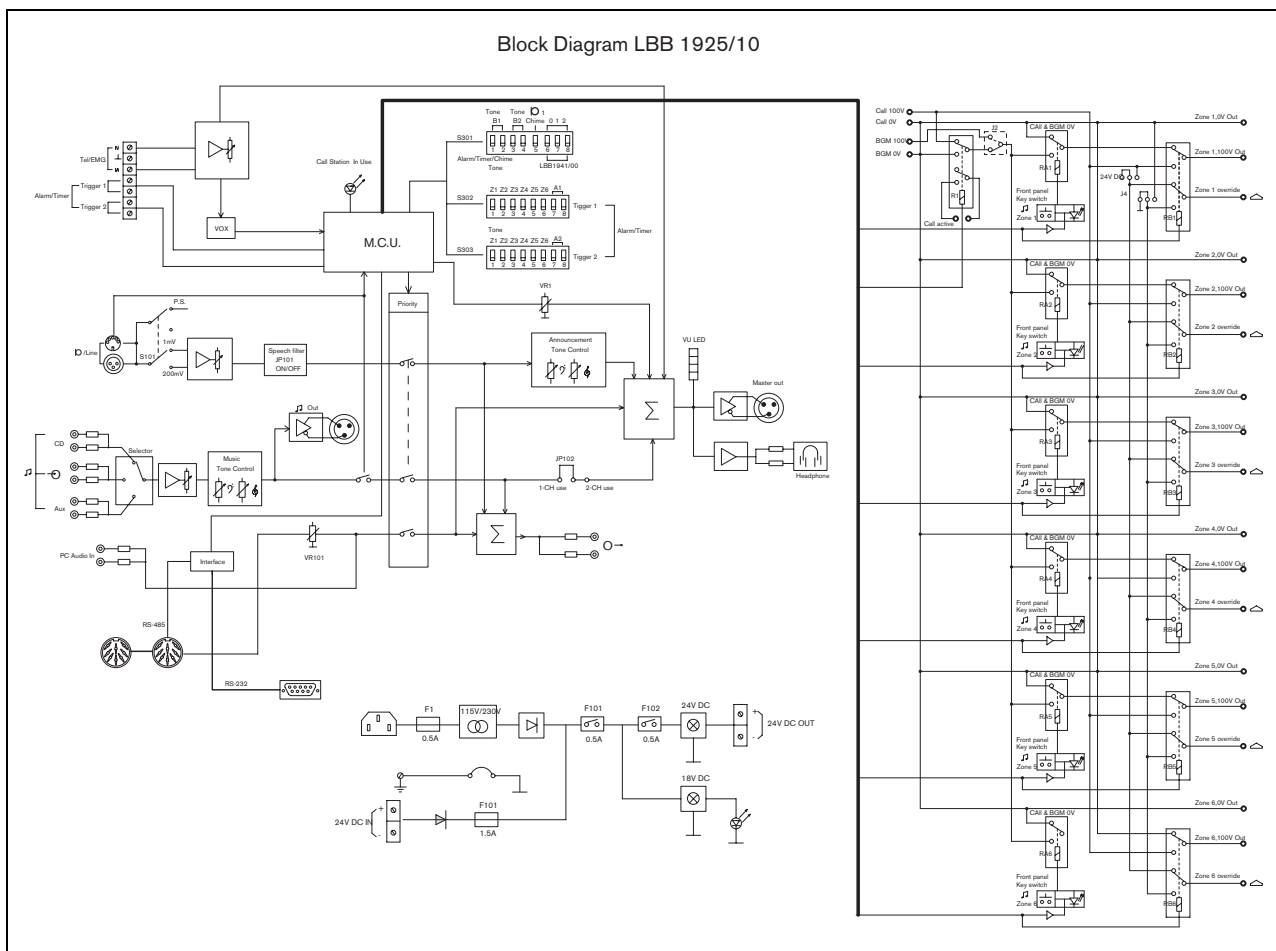 Block Diagram LBB 1925/10
Tel/EMG
Alarm/Timer
Trigger 1
Trigger 2
VOX
Call Station In Use
M.C.U.
Tone Tone 1
B1 B2 Chime 0 1 2
S301
1 2 3 4 5 6 7 8
Alarm/Timer/Chime
Tone
LBB1941/00
Z1 Z2 Z3 Z4 Z5 Z6 A1
S302
1 2 3 4 5 6 7 8
Tigger 1
Alarm/Timer
Tone
Z1 Z2 Z3 Z4 Z5 Z6 A2
S303
1 2 3 4 5 6 7 8
Tigger 2
Priority
VR1
P.S.
/Line
S101
1mV
200mV
Speech filter
JP101
ON/OFF
Announcement
Tone Control
VU LED
Master out
Σ
Out
CD
Selector
Aux
Music
Tone Control
JP102
1-CH use
2-CH use
Headphone
PC Audio In
Interface
VR101
Σ
RS-485
RS-232
F1
0.5A
115V/230V
F101
0.5A
F102
0.5A
24V DC
+
-
24V DC OUT
18V DC
24V DC IN
+
-
F101
1.5A
Call 100V
Call 0V
BGM 100V
BGM 0V
J2
R1
Call active
24V DC
J4
CAll & BGM 0V
RA1
Front panel
Key switch
Zone 1
RB1
Zone 1,0V Out
Zone 1,100V Out
Zone 1 override
CAll & BGM 0V
RA2
Front panel
Key switch
Zone 2
RB2
Zone 2,0V Out
Zone 2,100V Out
Zone 2 override
CAll & BGM 0V
RA3
Front panel
Key switch
Zone 3
RB3
Zone 3,0V Out
Zone 3,100V Out
Zone 3 override
CAll & BGM 0V
RA4
Front panel
Key switch
Zone 4
RB4
Zone 4,0V Out
Zone 4,100V Out
Zone 4 override
CAll & BGM 0V
RA5
Front panel
Key switch
Zone 5
RB5
Zone 5,0V Out
Zone 5,100V Out
Zone 5 override
CAll & BGM 0V
RA6
Front panel
Key switch
Zone 6
RB6
Zone 6,0V Out
Zone 6,100V Out
Zone 6 override